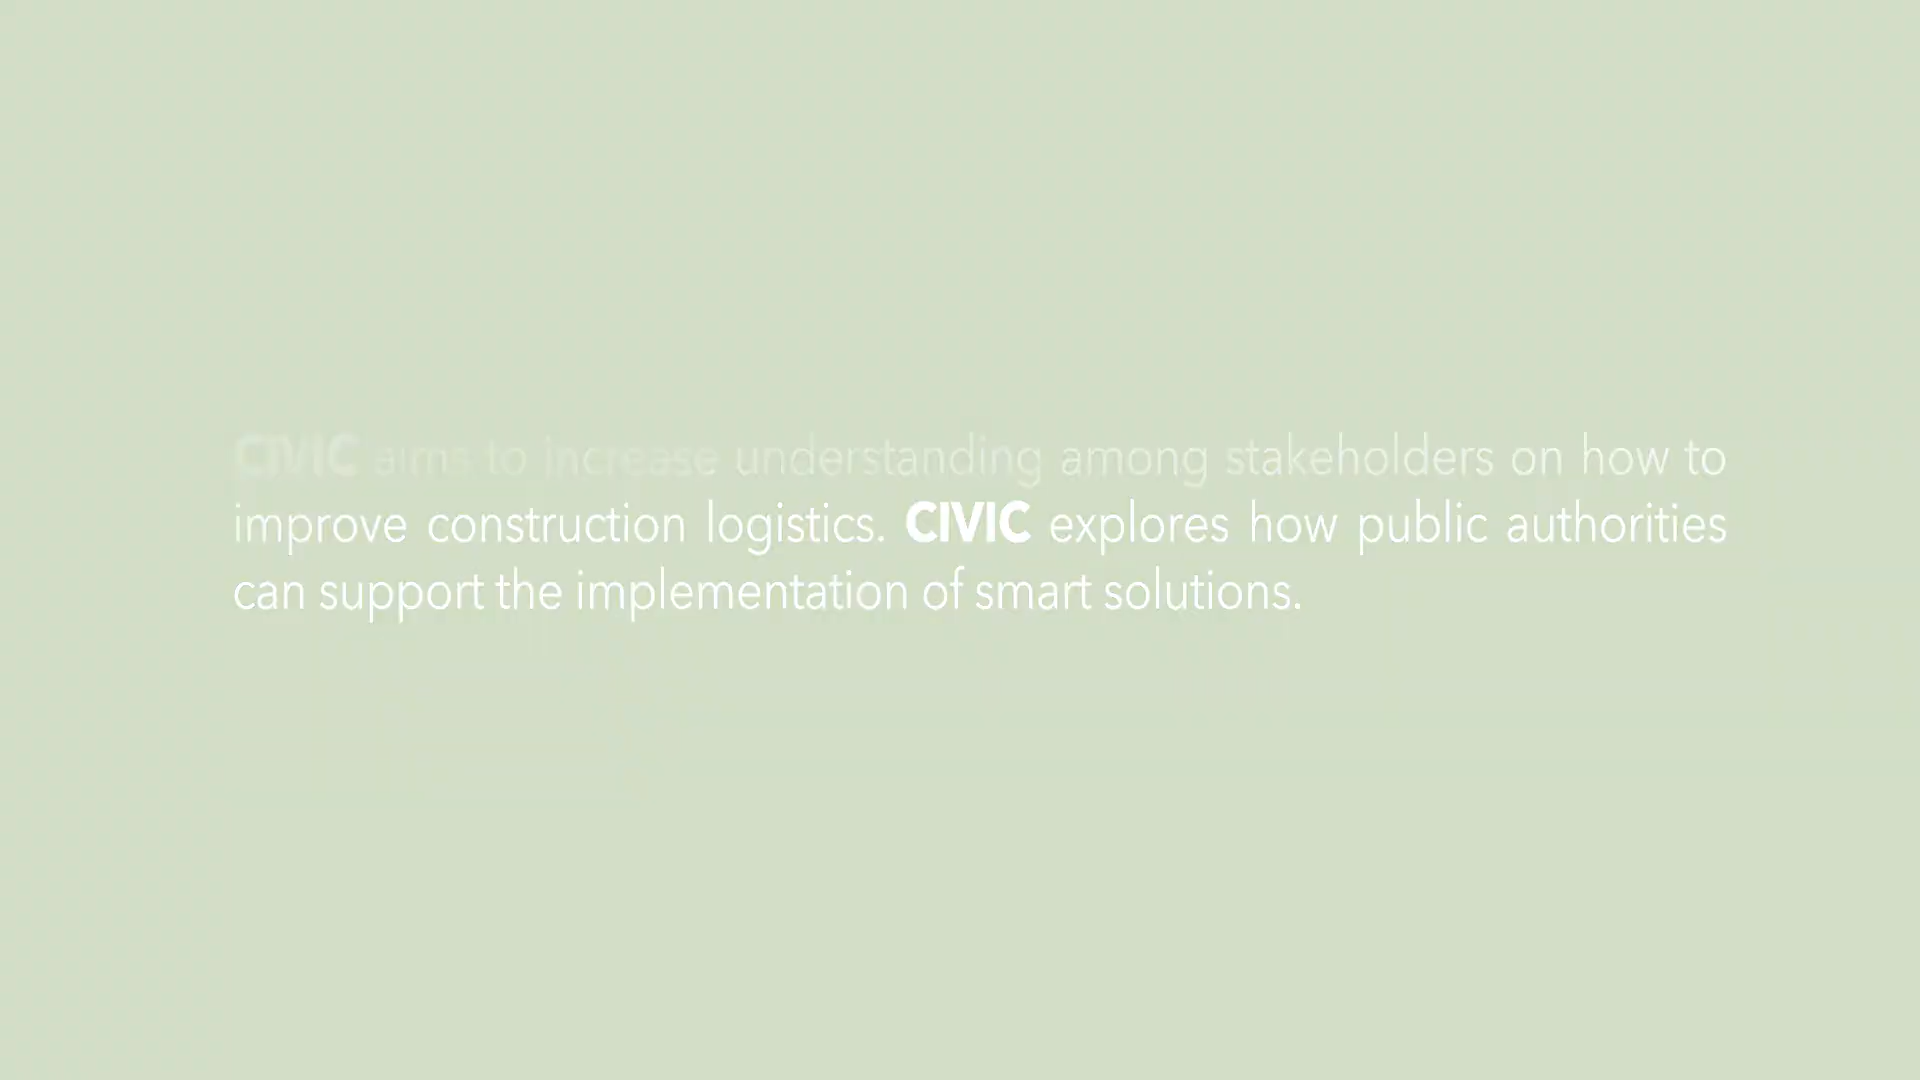 CIVIC aims to increase understanding among stakeholders on how to
improve construction logistics. CIVIC explores how public authorities
can support the implementation of smart solutions.